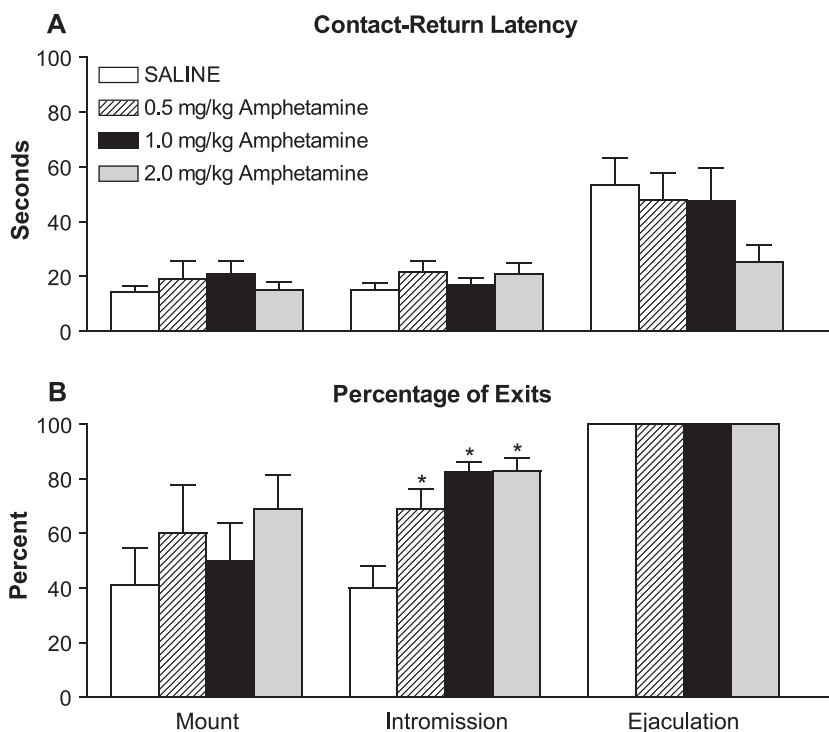 A
Contact-Return Latency
100
80
60
40
20
0
Seconds
SALINE
0.5 mg/kg Amphetamine
1.0 mg/kg Amphetamine
2.0 mg/kg Amphetamine
B
Percentage of Exits
100
80
60
40
20
0
Percent
* * *
Mount Intromission Ejaculation